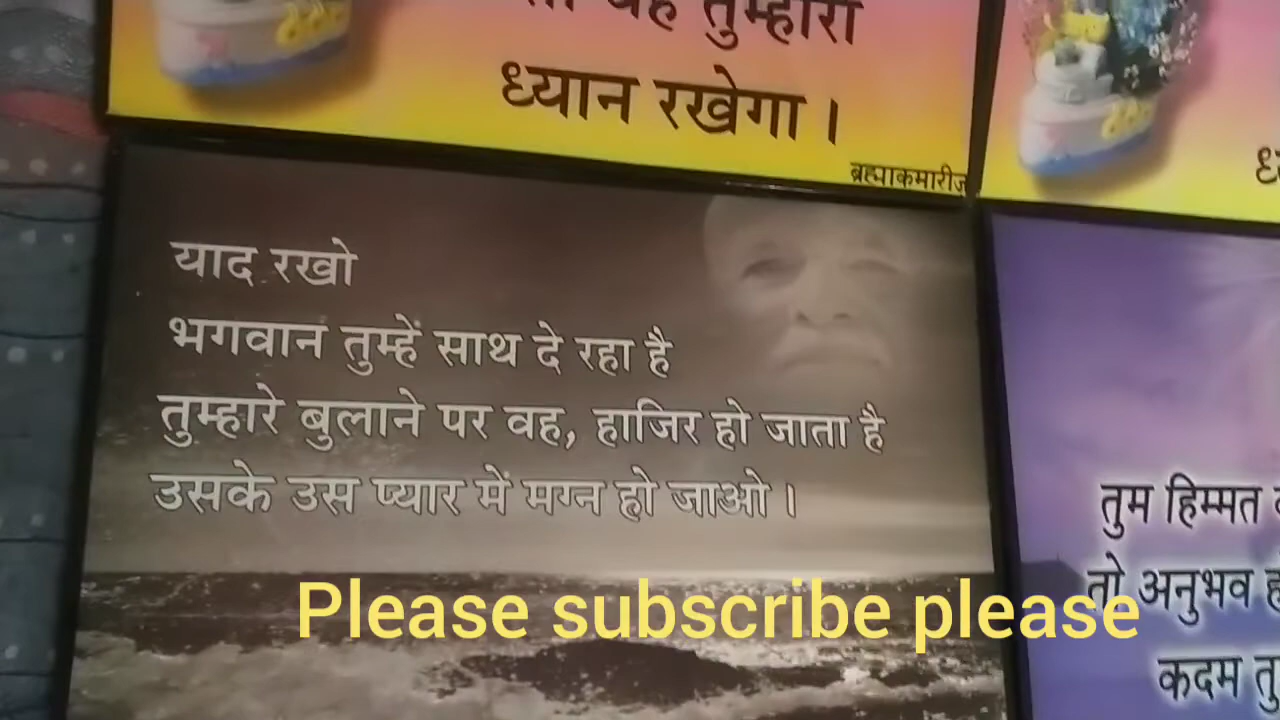 वह तुम्हारा
ध्यान रखेगा।
ब्रह्माकुमारीज
याद रखो
भगवान तुम्हें साथ दे रहा है
तुम्हारे बुलाने पर वह, हाजिर हो जाता है
उसके उस प्यार में मग्न हो जाओ।
तुम हिम्मत
तो अनुभव
कदम
Please subscribe please